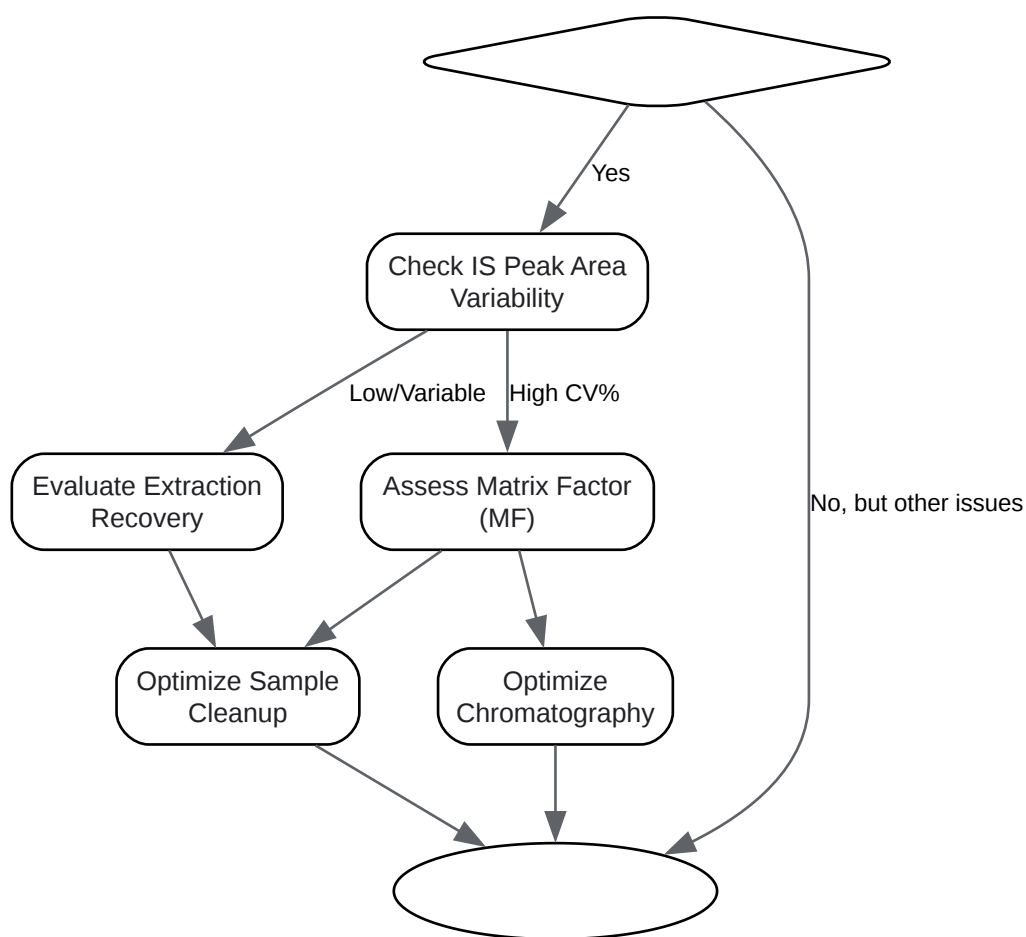 Yes
Check IS Peak Area
Variability
Low/Variable
High CV%
Evaluate Extraction
Recovery
Assess Matrix Factor
(MF)
No, but other issues
Optimize Sample
Cleanup
Optimize
Chromatography